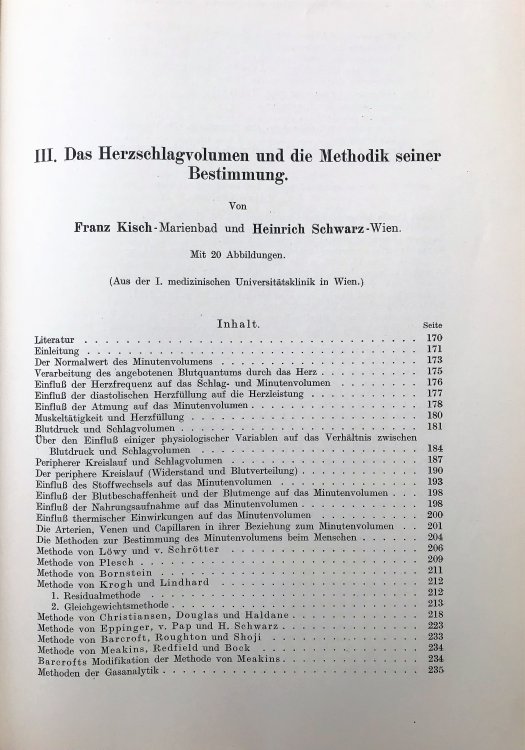 III. Das Herzschlagvolumen und die Methodik seiner
Bestimmung.
Von
Franz Kisch-Marienbad und Heinrich Schwarz-Wien.
Mit 20 Abbildungen.
(Aus der I. medizinischen Universitätsklinik in Wien.)
Inhalt.
Seite
Literatur . . . . . . . . . . 170
Einleitung . . . . . . . . . . 171
Der Normalwert des Minutenvolumens . . . . . . . . . . 173
Verarbeitung des angebotenen Blutquantums durch das Herz . . . . . . . . . . 175
Einfluß der Herzfrequenz auf das Schlag- und Minutenvolumen . . . . . . . . . . 176
Einfluß der diastolischen Herzfüllung auf die Herzleistung . . . . . . . . . . 177
Einfluß der Atmung auf das Minutenvolumen . . . . . . . . . . 178
Muskeltätigkeit und Herzfüllung . . . . . . . . . . 180
Blutdruck und Schlagvolumen . . . . . . . . . . 181
Über den Einfluß einiger physiologischer Variablen auf das Verhältnis zwischen
Blutdruck und Schlagvolumen . . . . . . . . . . 184
Peripherer Kreislauf und Schlagvolumen . . . . . . . . . . 187
Der periphere Kreislauf (Widerstand und Blutverteilung) . . . . . . . . . . 190
Einfluß des Stoffwechsels auf das Minutenvolumen . . . . . . . . . . 193
Einfluß der Blutbeschaffenheit und der Blutmenge auf das Minutenvolumen . . . 198
Einfluß der Nahrungsaufnahme auf das Minutenvolumen . . . . . . . . . . 198
Einfluß thermischer Einwirkungen auf das Minutenvolumen . . . . . . . . . . 200
Die Arterien, Venen und Capillaren in ihrer Beziehung zum Minutenvolumen . . 201
Die Methoden zur Bestimmung des Minutenvolumens beim Menschen . . . . . 204
Methode von Löwy und v. Schrötter . . . . . . . . . . 206
Methode von Plesch . . . . . . . . . . 209
Methode von Bornstein . . . . . . . . . . 211
Methode von Krogh und Lindhard . . . . . . . . . . 212
1. Residualmethode . . . . . . . . . . 212
2. Gleichgewichtsmethode . . . . . . . . . . 213
Methode von Christiansen, Douglas und Haldane . . . . . . . . . . 218
Methode von Eppinger, v. Pap und H. Schwarz . . . . . . . . . . 223
Methode von Barcroft, Roughton und Shoji . . . . . . . . . . 233
Methode von Meakins, Redfield und Bock . . . . . . . . . . 234
Barcrofts Modifikation der Methode von Meakins . . . . . . . . . . 234
Methoden der Gasanalytik . . . . . . . . . . 235